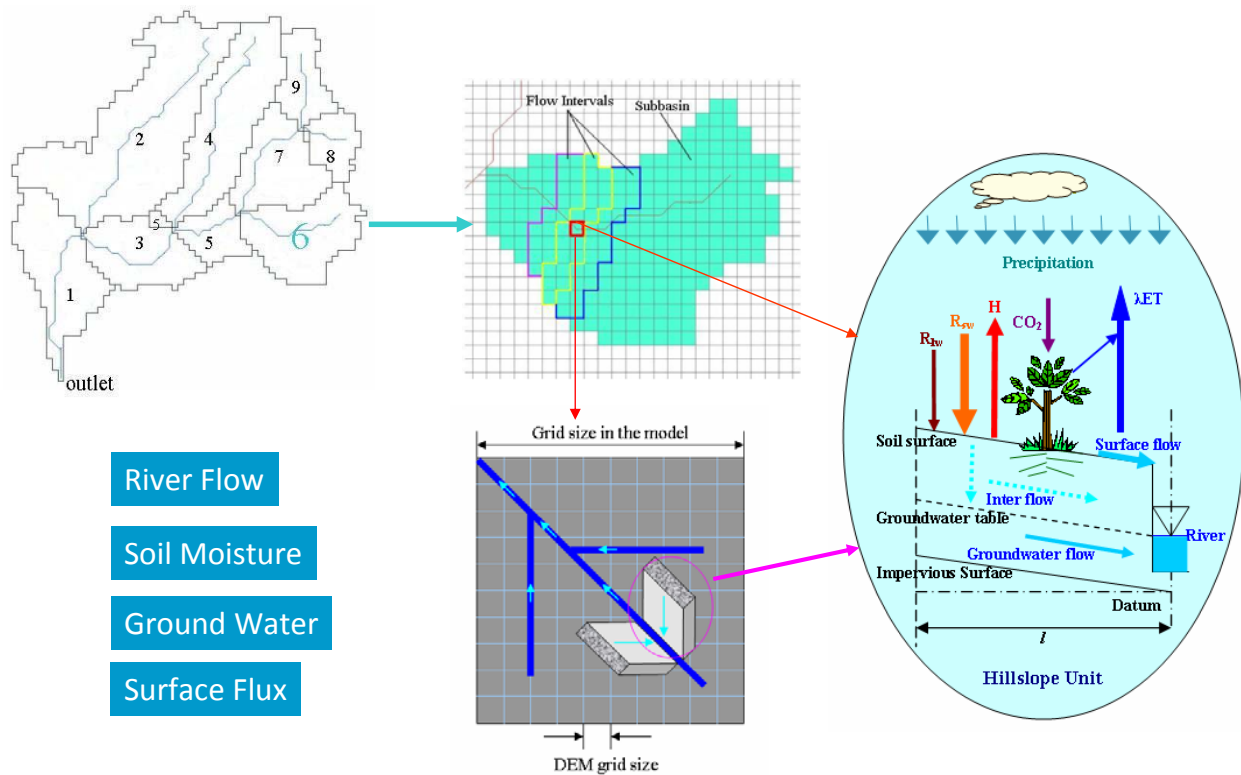 9
2
4
7
8
5
3
5
6
1
outlet
Flow Intervals
Subbasin
Grid size in the model
DEM grid size
Precipitation
λET
H
CO₂
Rsw
Rlw
Soil surface
Surface flow
Inter flow
Groundwater table
River
Groundwater flow
Impervious Surface
Datum
l
Hillslope Unit
River Flow
Soil Moisture
Ground Water
Surface Flux